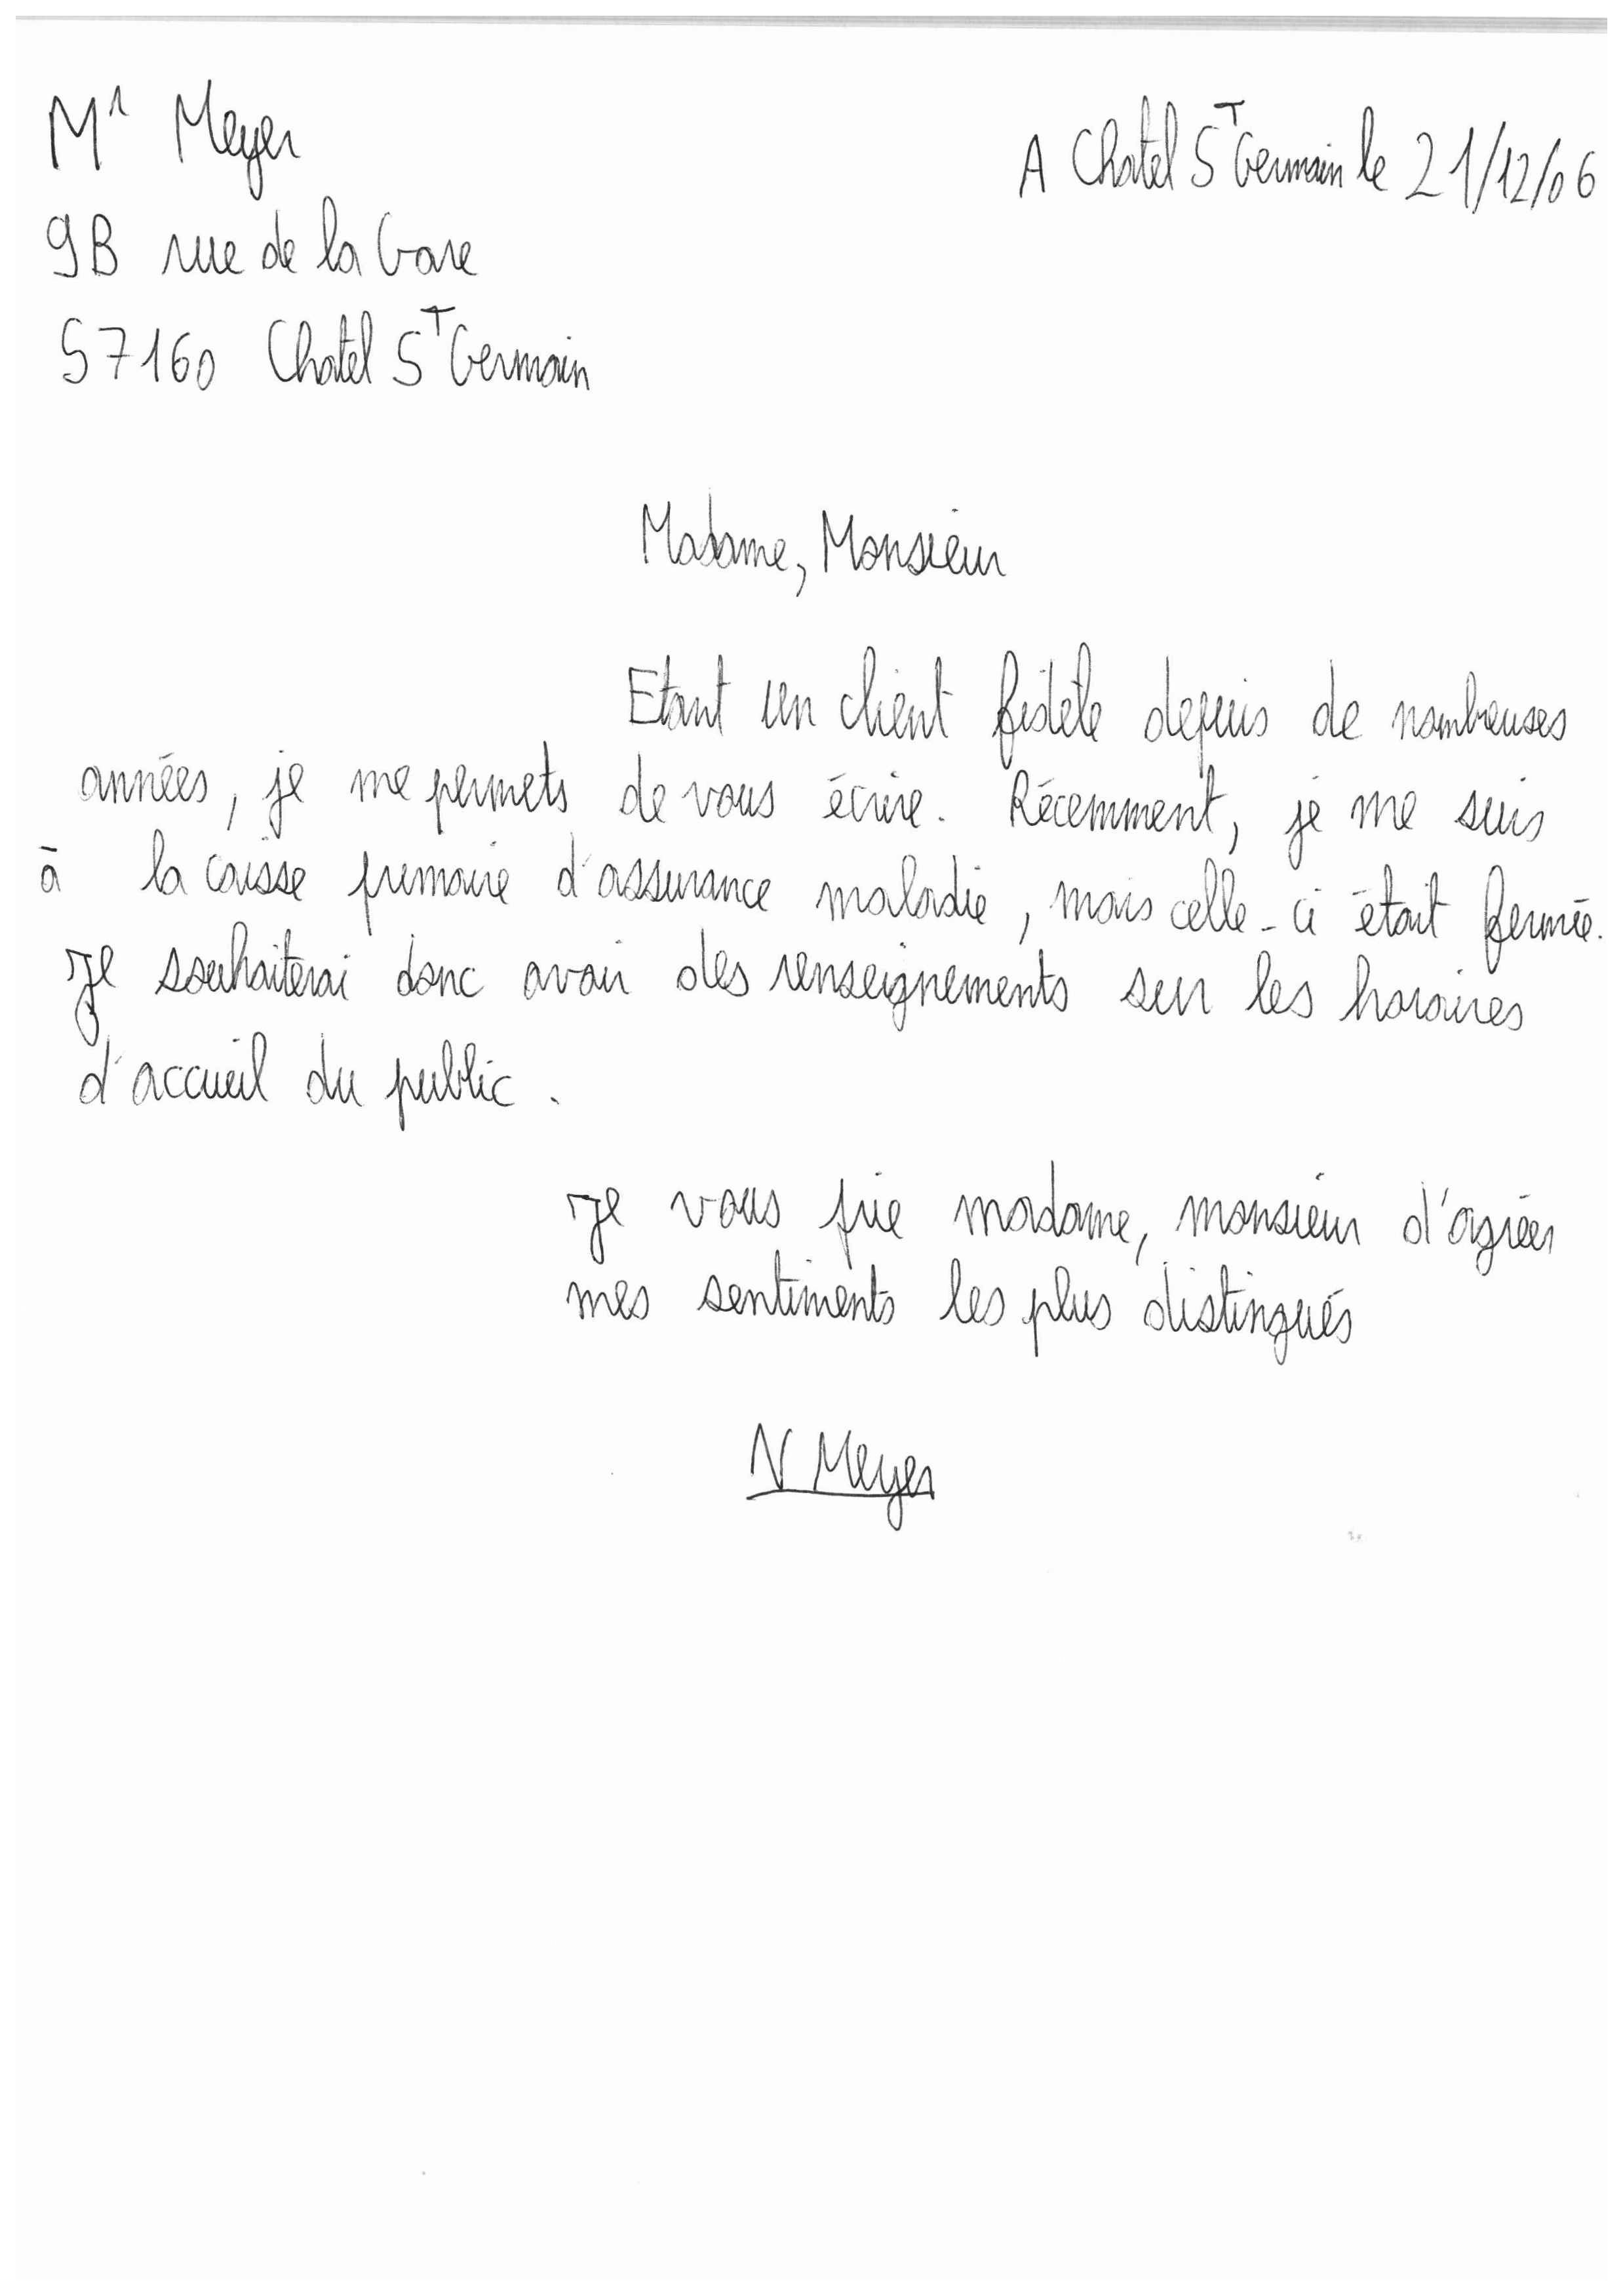 Mr Meyer
A Chatel ST Germain le 21/12/06
9B rue de la Gare
57160 Chatel ST Germain
Madame, Monsieur
Etant un client fidèle depuis de nombreuses
années, je me permets de vous écrire. Récemment, je me suis
à la caisse primaire d'assurance maladie, mais celle-ci était fermée.
Je souhaiterai donc avoir des renseignements sur les horaires
d'accueil du public.
Je vous prie madame, monsieur d'agréer
mes sentiments les plus distingués
N Meyer